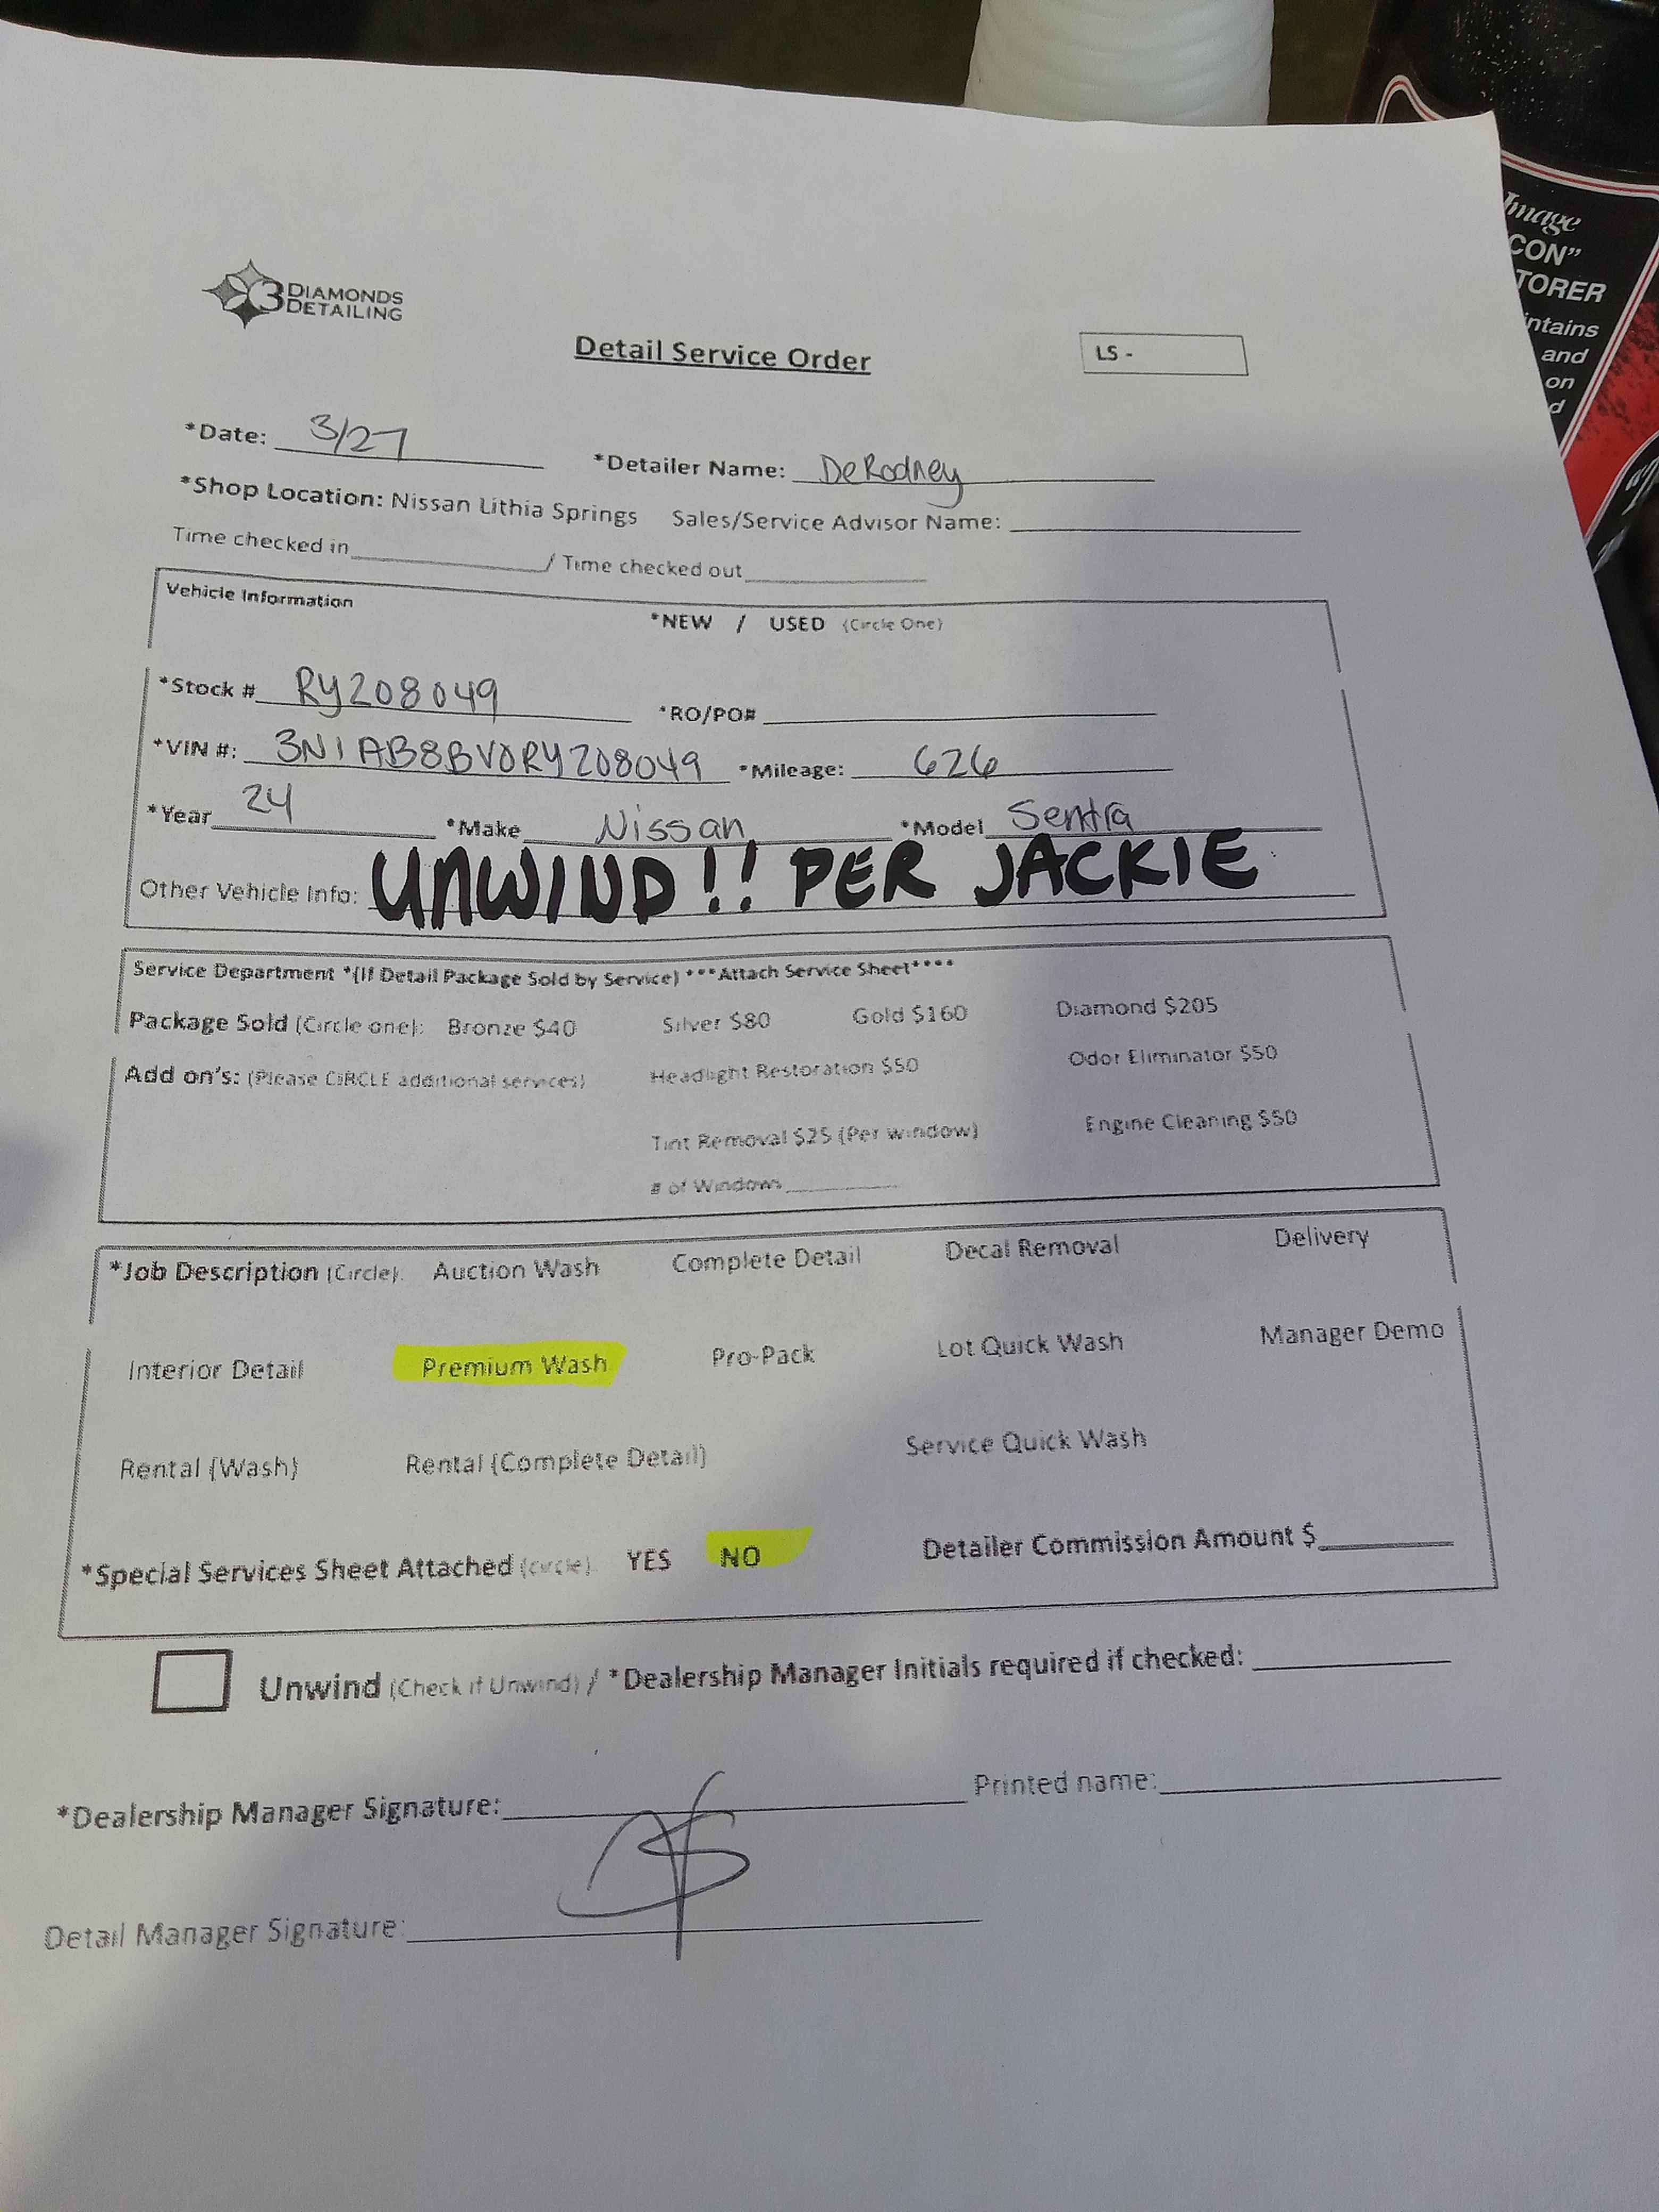 3 DIAMONDS
DETAILING
Detail Service Order
LS -
*Date: 3/27 *Detailer Name: DeRodney
*Shop Location: Nissan Lithia Springs Sales/Service Advisor Name:
Time checked in / Time checked out
Vehicle Information
*NEW / USED (Circle One)
*Stock # RY208049 *RO/PO#
*VIN #: 3N1AB8BV0RY208049 *Mileage: 626
*Year 24 *Make Nissan *Model Sentra
Other Vehicle Info: UNWIND!! PER JACKIE
Service Department *(If Detail Package Sold by Service) ***Attach Service Sheet****
Package Sold (Circle one): Bronze $40 Silver $80 Gold $160 Diamond $205
Add on's: (Please CIRCLE additional services) Headlight Restoration $50 Odor Eliminator $50
Tint Removal $25 (Per window) Engine Cleaning $50
# of Windows
*Job Description (Circle): Auction Wash Complete Detail Decal Removal Delivery
Interior Detail Premium Wash Pro-Pack Lot Quick Wash Manager Demo
Rental (Wash) Rental (Complete Detail) Service Quick Wash
*Special Services Sheet Attached (circle). YES NO Detailer Commission Amount $
Unwind (Check if Unwind) / *Dealership Manager Initials required if checked:
*Dealership Manager Signature: Printed name:
Detail Manager Signature:
Image
CON"
TORER
ntains
and
on
d